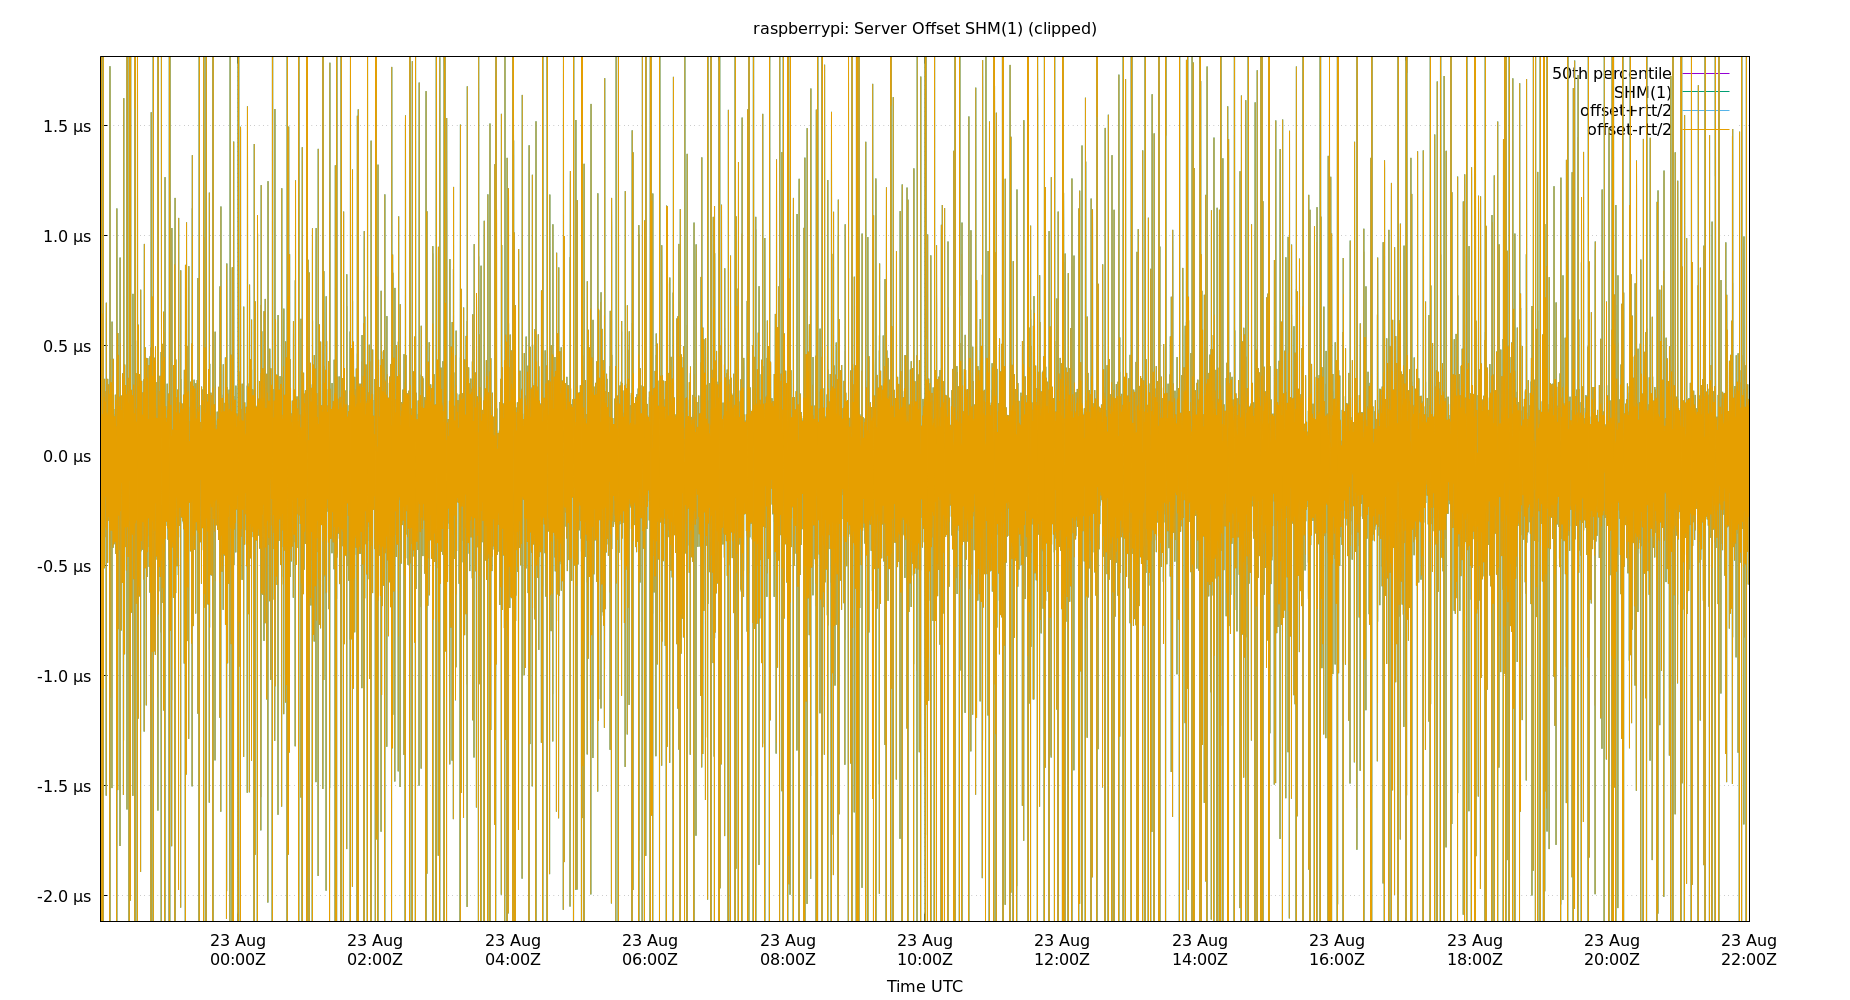 raspberrypi: Server Offset SHM(1) (clipped)
50th percentile
SHM(1)
offset+rtt/2
offset-rtt/2
1.5 µs
1.0 µs
0.5 µs
0.0 µs
-0.5 µs
-1.0 µs
-1.5 µs
-2.0 µs
23 Aug 23 Aug 23 Aug 23 Aug 23 Aug 23 Aug 23 Aug 23 Aug 23 Aug 23 Aug 23 Aug 23 Aug
00:00Z 02:00Z 04:00Z 06:00Z 08:00Z 10:00Z 12:00Z 14:00Z 16:00Z 18:00Z 20:00Z 22:00Z
Time UTC